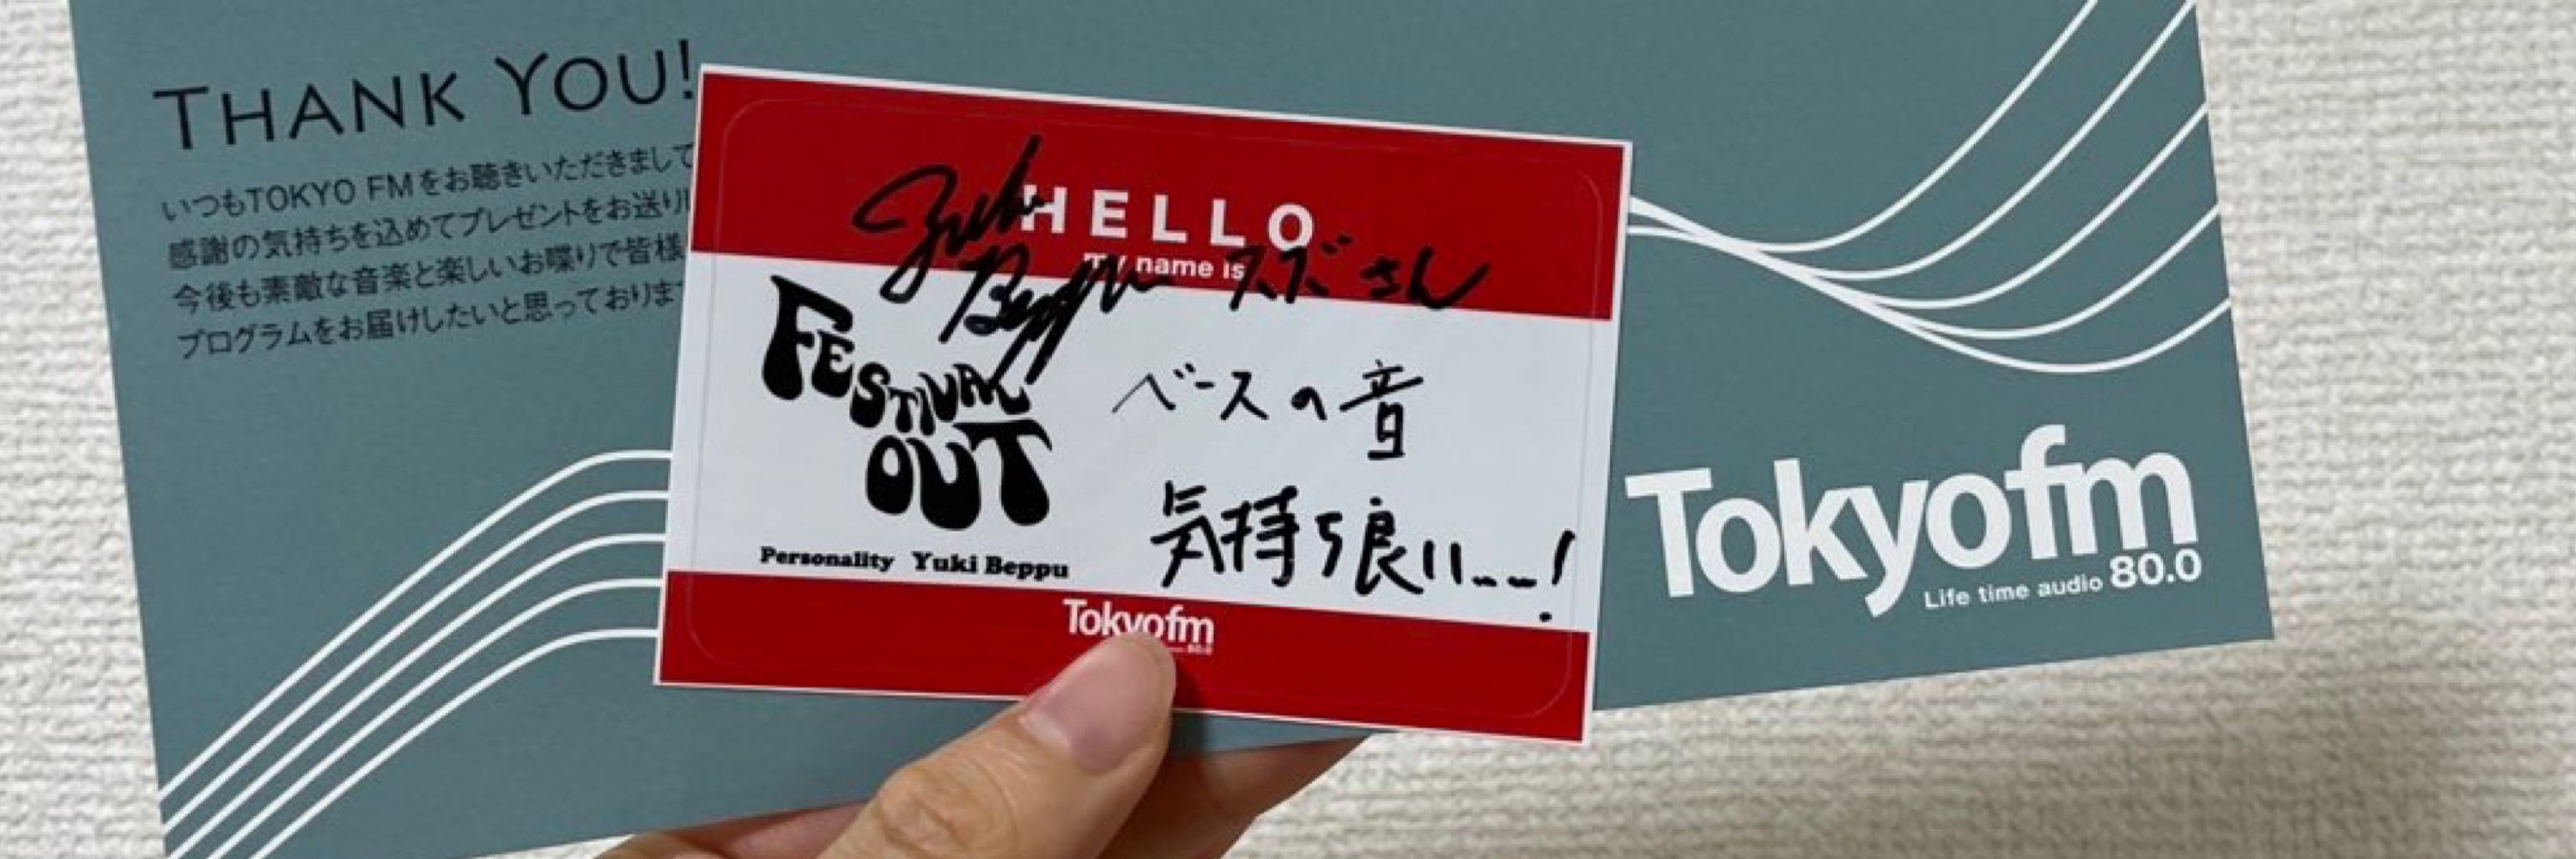 THANK YOU!
いつもTOKYO FMをお聴きいただきまして
感謝の気持ちを込めてプレゼントをお送り
今後も素敵な音楽と楽しいお喋りで皆様
プログラムをお届けしたいと思っておりま
HELLO
my name is
Yuki
Beppu
スズさん
FESTIVAL
OUT
ベースの音
気持ち良い---!
Personality Yuki Beppu
Tokyofm
80.0
Tokyofm
Life time audio 80.0